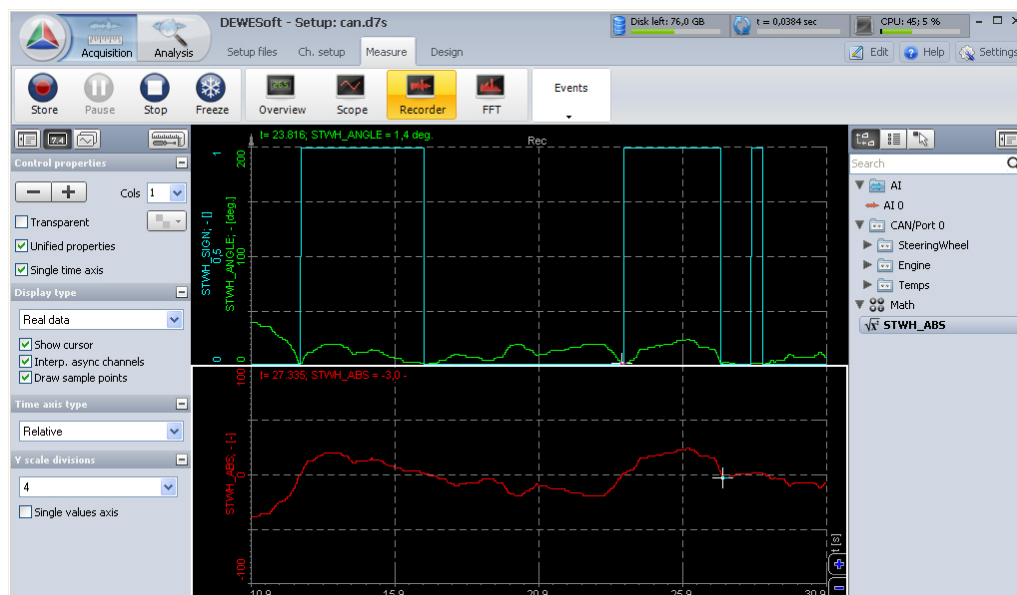 DEWESoft - Setup: can.d7s
Disk left: 76,0 GB
t = 0,0384 sec
CPU: 45; 5 %
Acquisition
Analysis
Setup files
Ch. setup
Measure
Design
Edit
Help
Settings
Store
Pause
Stop
Freeze
Overview
Scope
Recorder
FFT
Events
Control properties
Cols 1
Transparent
Unified properties
Single time axis
Display type
Real data
Show cursor
Interp. async channels
Draw sample points
Time axis type
Relative
Y scale divisions
4
Single values axis
t= 23.816; STWH_ANGLE = 1,4 deg.
Rec
STWH_SIGN; - []
0
0,5
1
STWH_ANGLE; - [deg.]
0
100
200
t= 27.335; STWH_ABS = -3,0 -
STWH_ABS; - [-]
-100
0
100
t [s]
10,9
15,9
20,9
25,9
30,9
Search
AI
AI 0
CAN/Port 0
SteeringWheel
Engine
Temps
Math
STWH_ABS